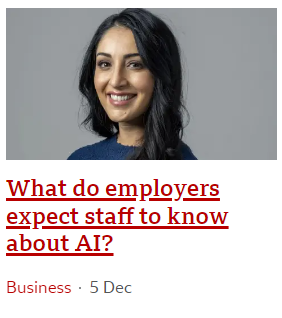 What do employers
expect staff to know
about AI?
Business · 5 Dec